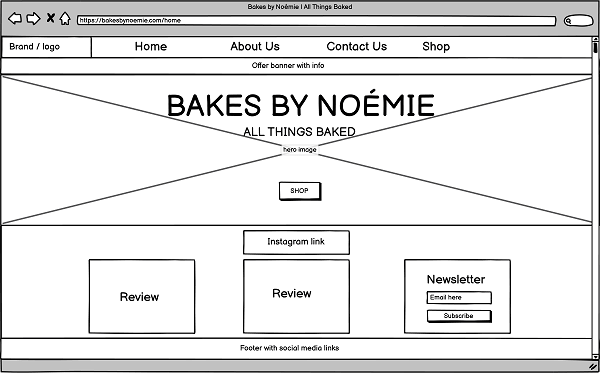 Bakes by Noémie I All Things Baked
https://bakesbynoemie.com/home
Brand / logo
Home
About Us
Contact Us
Shop
Offer banner with info
BAKES BY NOÉMIE
ALL THINGS BAKED
hero image
SHOP
Instagram link
Review
Review
Newsletter
Email here
Subscribe
Footer with social media links